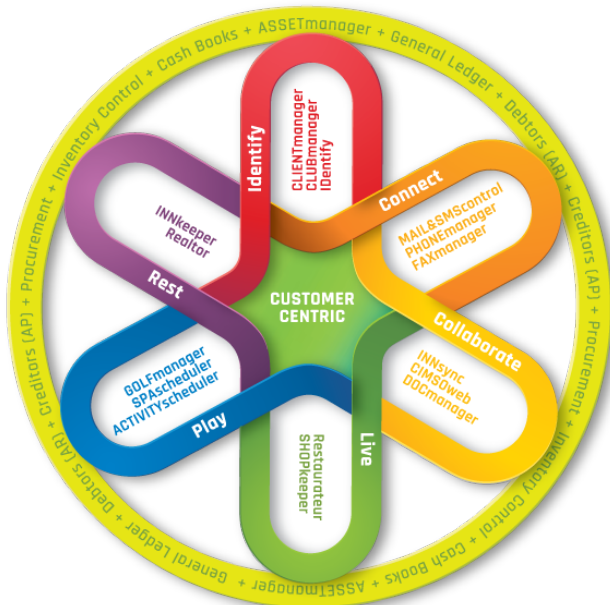 Creditors (AP) + Procurement + Inventory Control + Cash Books + ASSETmanager + General Ledger + Debtors (AR) + Creditors (AP) + Procurement + Inventory Control + Cash Books + ASSETmanager + General Ledger + Debtors (AR) +
Identify
CLIENTmanager
CLUBmanager
IDentify
Connect
MAIL&SMScontrol
PHONEmanager
FAXmanager
Collaborate
INNsync
CIMSOweb
DOCmanager
Live
Restaurateur
SHOPkeeper
Play
GOLFmanager
SPAscheduler
ACTIVITYscheduler
Rest
INNkeeper
Realtor
CUSTOMER
CENTRIC